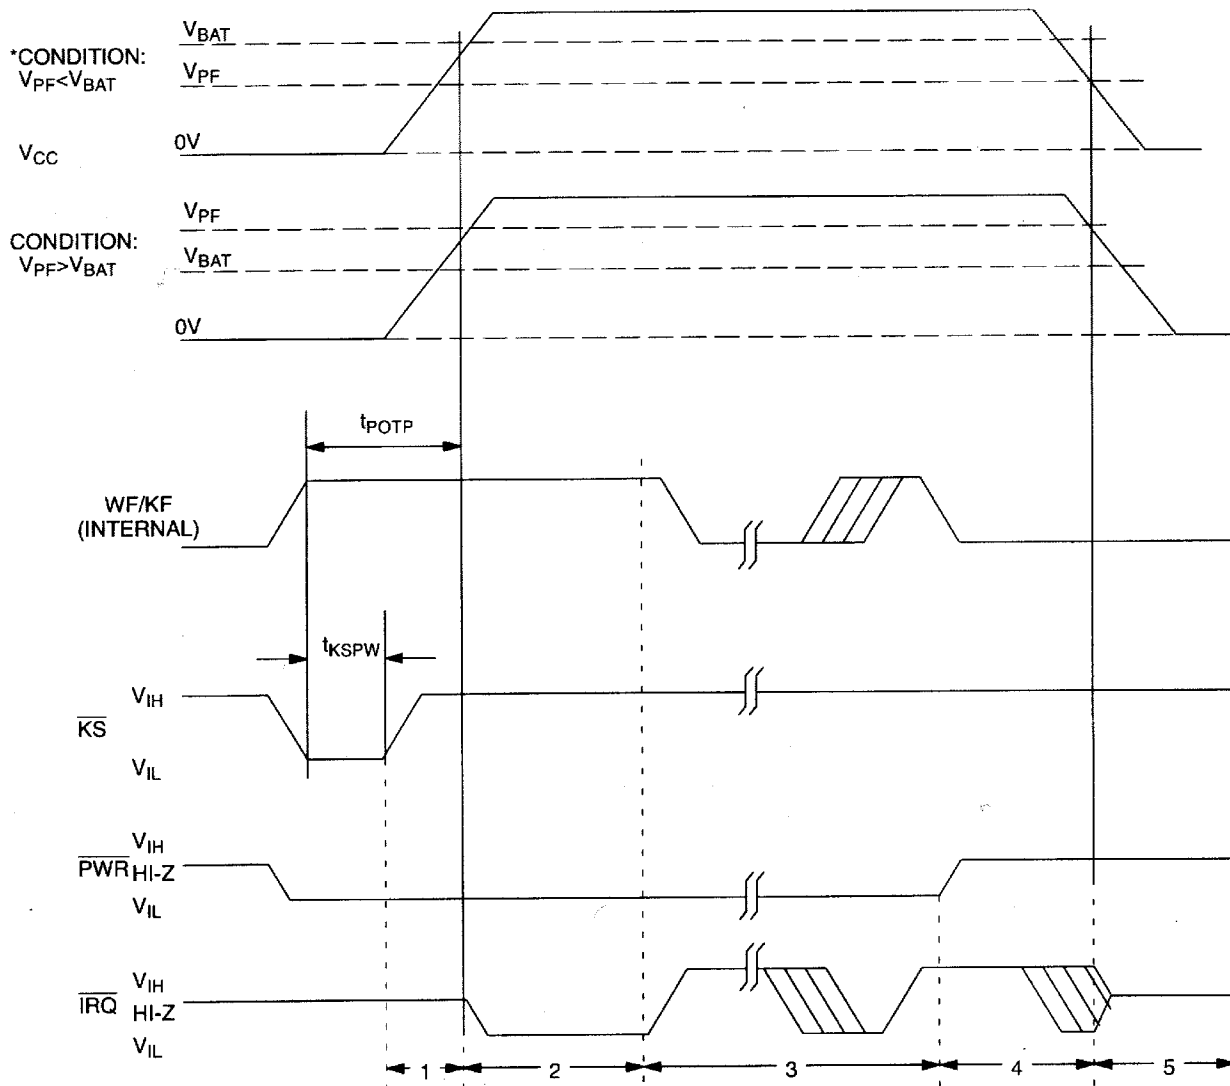 *CONDITION:
VPF<VBAT
VBAT
VPF
VCC
0V
CONDITION:
VPF>VBAT
VPF
VBAT
0V
tPOTP
WF/KF
(INTERNAL)
tKSPW
KS
VIH
VIL
PWR
VIH
HI-Z
VIL
IRQ
VIH
HI-Z
VIL
1
2
3
4
5